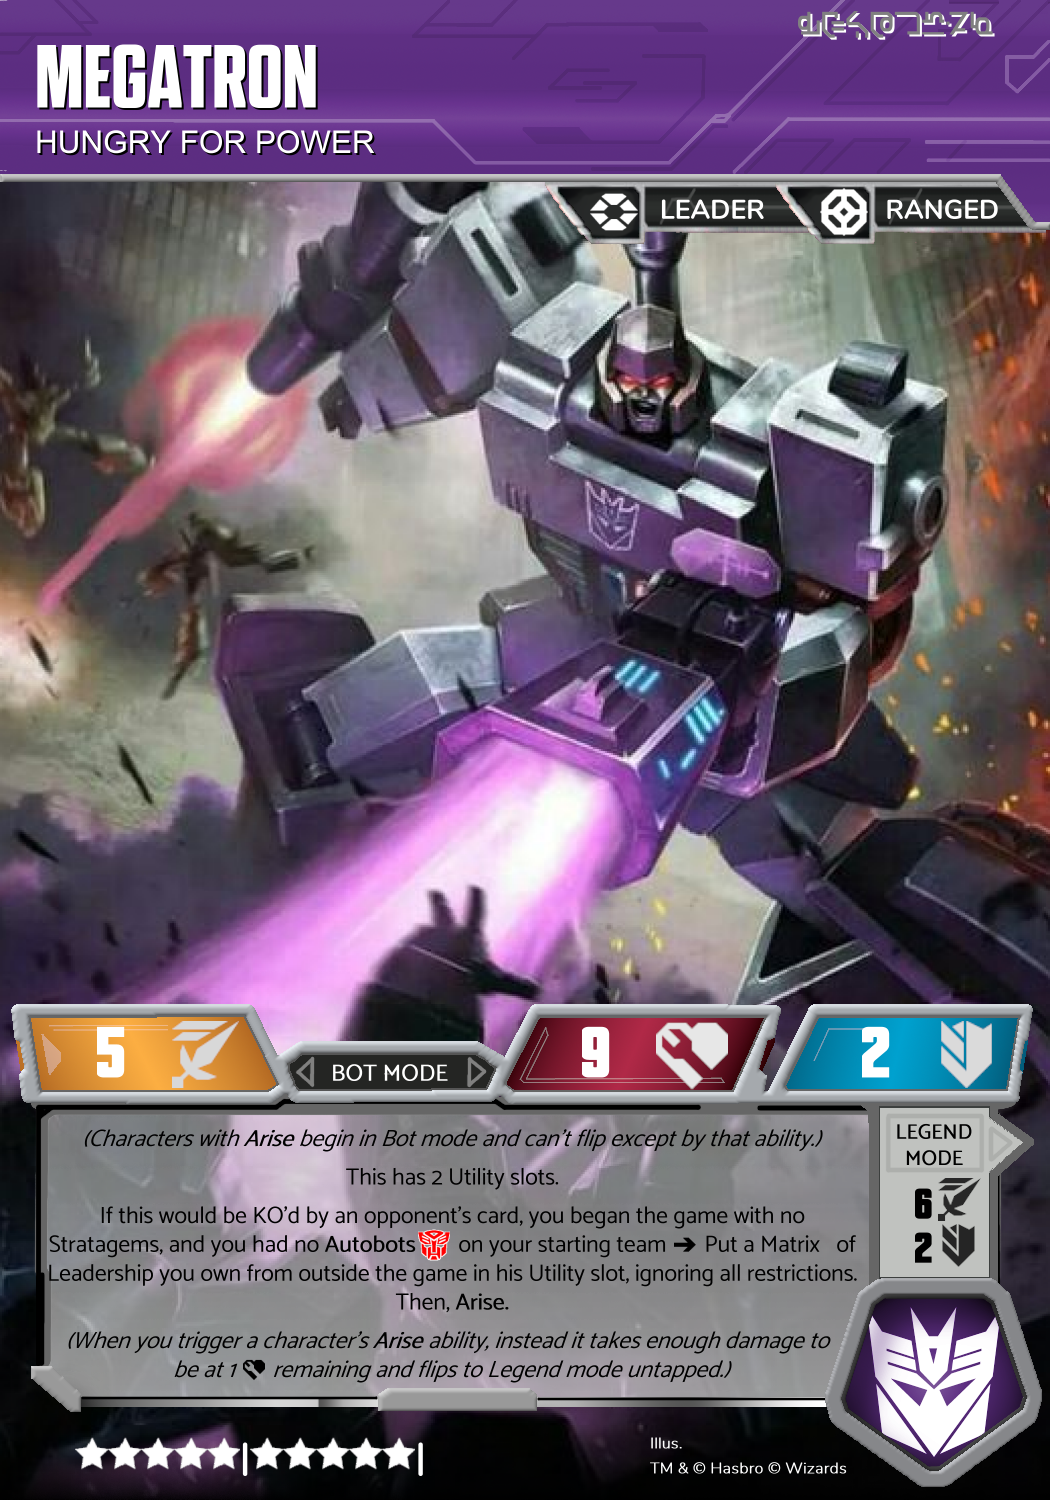 MEGATRON
HUNGRY FOR POWER
LEADER
RANGED
5
BOT MODE
9
2
(Characters with Arise begin in Bot mode and can't flip except by that ability.)
This has 2 Utility slots.
If this would be KO'd by an opponent's card, you began the game with no
Stratagems, and you had no Autobots on your starting team ➔ Put a Matrix of
Leadership you own from outside the game in his Utility slot, ignoring all restrictions.
Then, Arise.
(When you trigger a character's Arise ability, instead it takes enough damage to
be at 1 remaining and flips to Legend mode untapped.)
LEGEND
MODE
6
2
★★★★★|★★★★★|
Illus.
TM & © Hasbro © Wizards